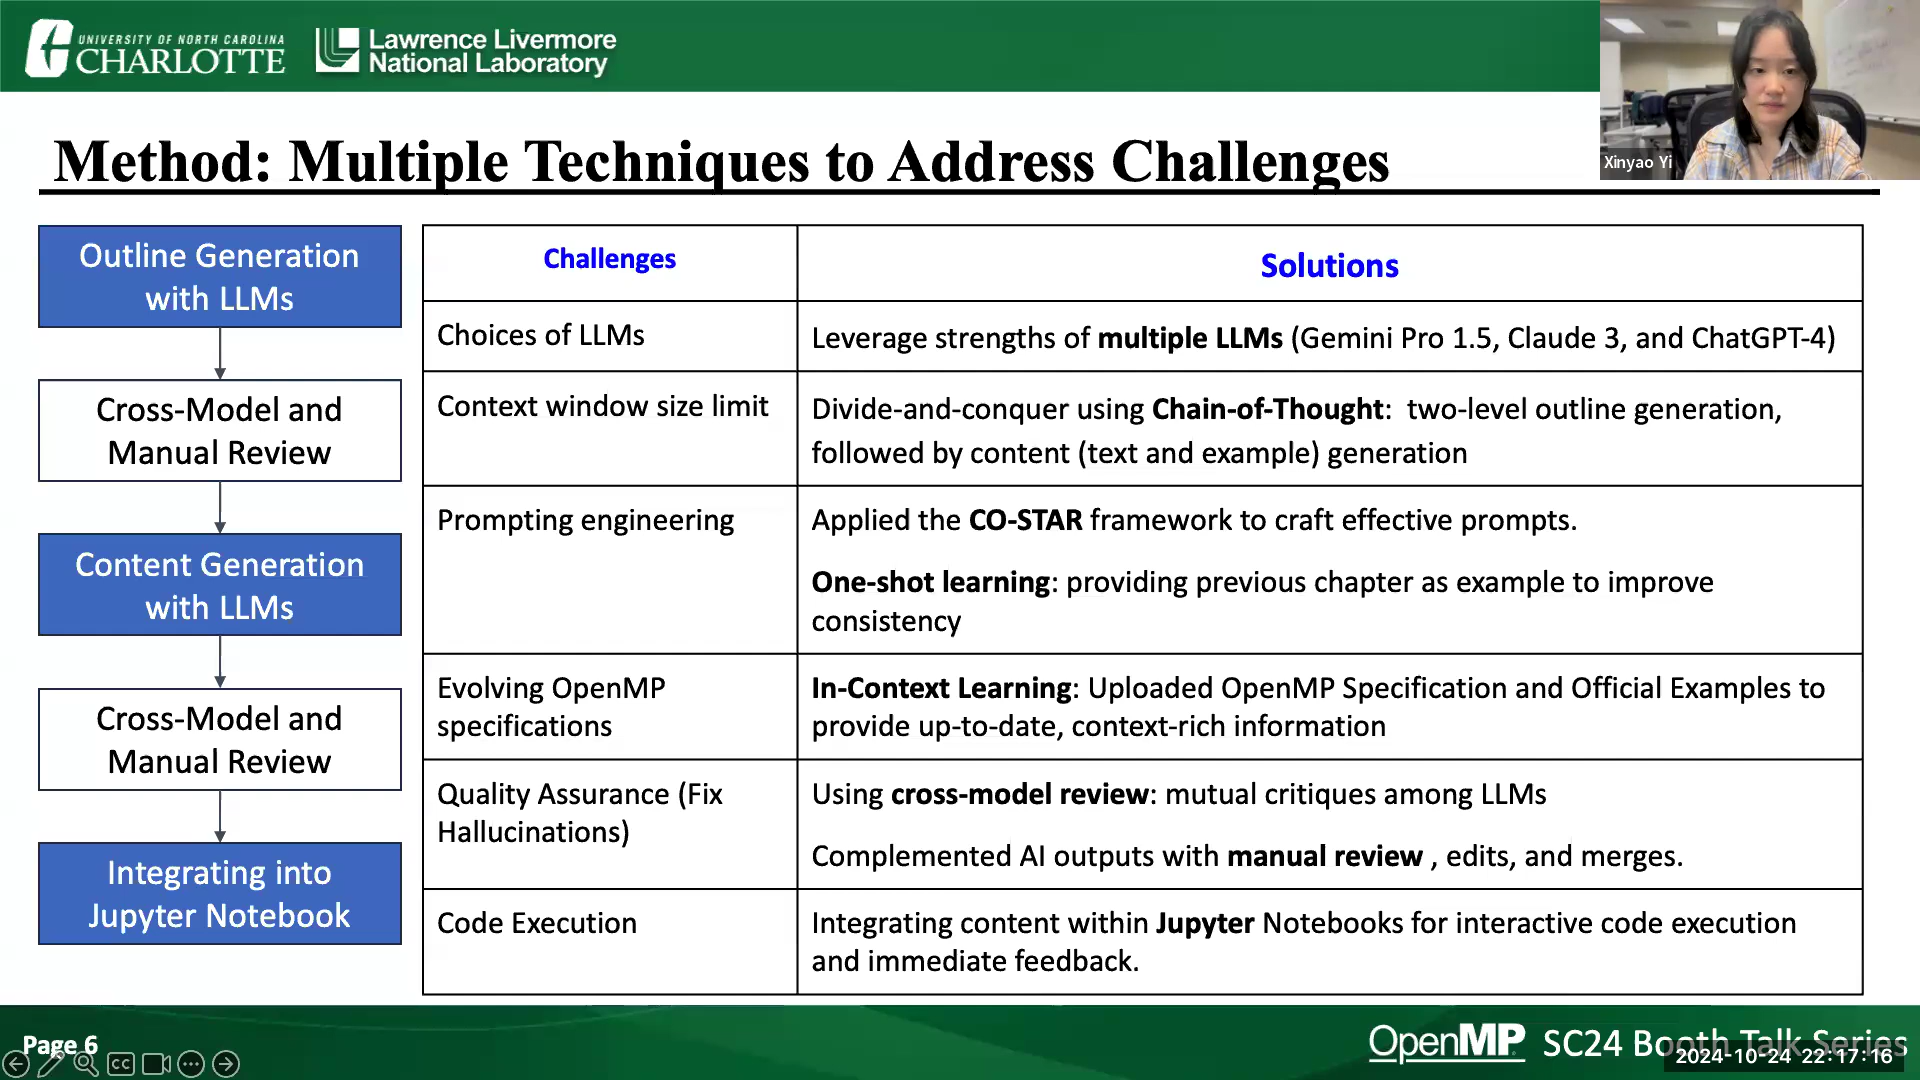 UNIVERSITY OF NORTH CAROLINA
CHARLOTTE
Lawrence Livermore
National Laboratory
Xinyao Yi
Method: Multiple Techniques to Address Challenges
Outline Generation
with LLMs
Cross-Model and
Manual Review
Content Generation
with LLMs
Cross-Model and
Manual Review
Integrating into
Jupyter Notebook
Challenges
Solutions
Choices of LLMs
Leverage strengths of multiple LLMs (Gemini Pro 1.5, Claude 3, and ChatGPT-4)
Context window size limit
Divide-and-conquer using Chain-of-Thought: two-level outline generation,
followed by content (text and example) generation
Prompting engineering
Applied the CO-STAR framework to craft effective prompts.
One-shot learning: providing previous chapter as example to improve
consistency
Evolving OpenMP
specifications
In-Context Learning: Uploaded OpenMP Specification and Official Examples to
provide up-to-date, context-rich information
Quality Assurance (Fix
Hallucinations)
Using cross-model review: mutual critiques among LLMs
Complemented AI outputs with manual review , edits, and merges.
Code Execution
Integrating content within Jupyter Notebooks for interactive code execution
and immediate feedback.
Page 6
CC
OpenMP
SC24 Booth Talk Series
2024-10-24 22:17:16